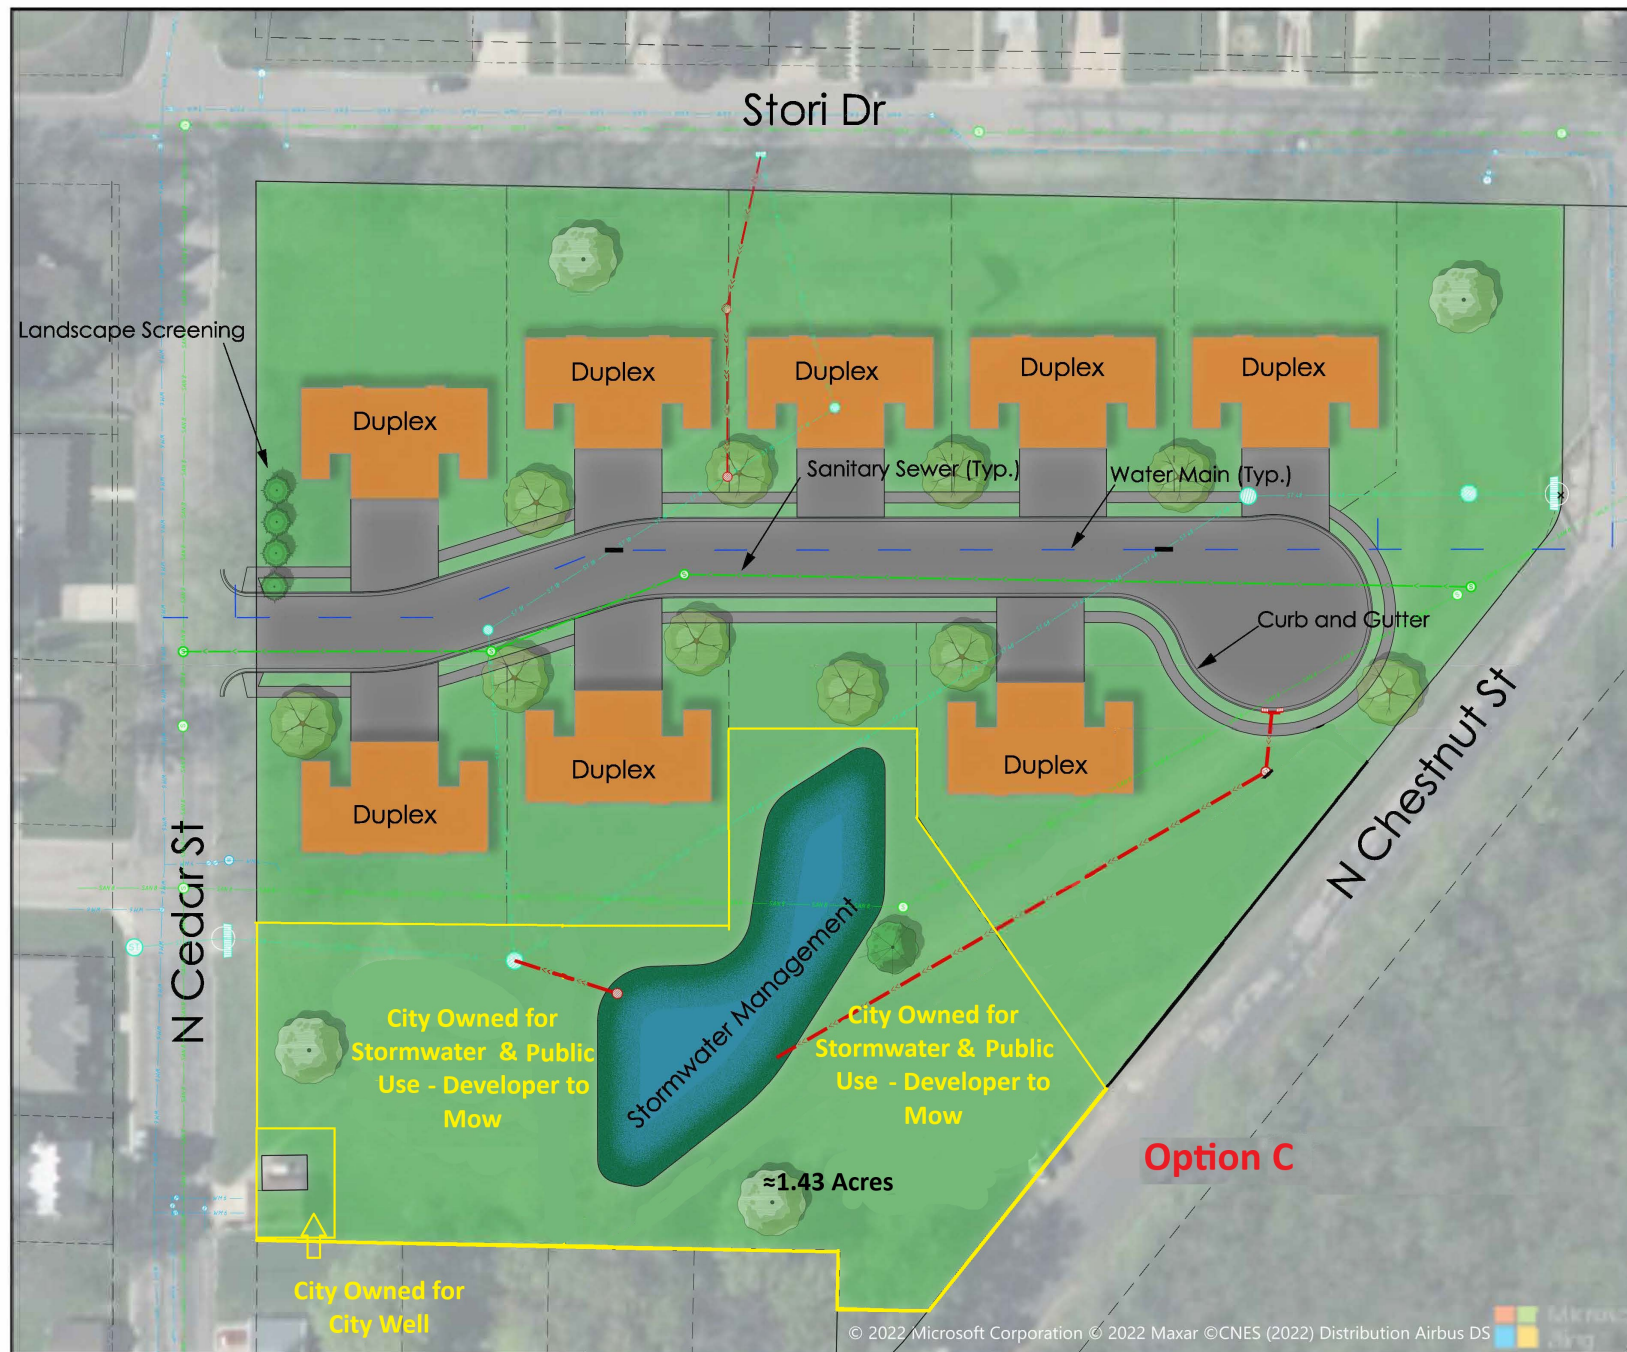 Stori Dr
Landscape Screening
Duplex
Duplex
Duplex
Duplex
Duplex
Sanitary Sewer (Typ.)
Water Main (Typ.)
Curb and Gutter
Duplex
Duplex
Duplex
N Cedar St
N Chestnut St
Stormwater Management
City Owned for
Stormwater & Public
Use - Developer to
Mow
City Owned for
Stormwater & Public
Use - Developer to
Mow
≈1.43 Acres
Option C
City Owned for
City Well
© 2022 Microsoft Corporation © 2022 Maxar ©CNES (2022) Distribution Airbus DS